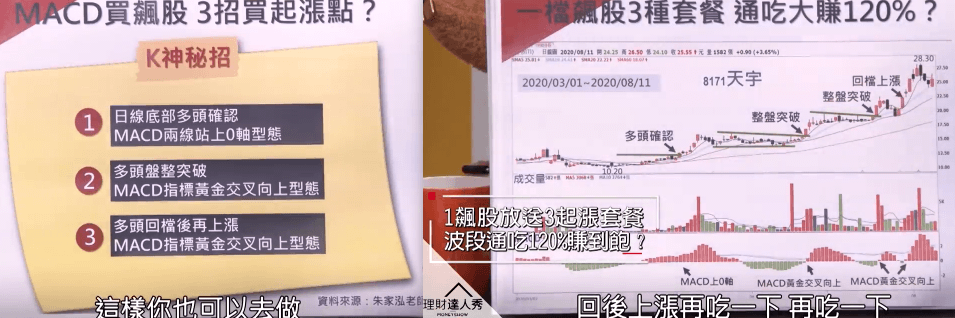 MACD買飆股 3招買起漲點？
K神秘招
1 日線底部多頭確認
MACD兩線站上0軸型態
2 多頭盤整突破
MACD指標黃金交叉向上型態
3 多頭回檔後再上漲
MACD指標黃金交叉向上型態
資料來源：朱家泓老師
這樣你也可以去做
一檔飆股3種套餐 通吃大賺120%？
2020/03/01~2020/08/11
8171天宇
28.30
回檔上漲
整盤突破
整盤突破
多頭確認
10.20
成交量
MACD上0軸
MACD黃金交叉向上
MACD黃金交叉向上
1飆股放送3起漲套餐
波段通吃120%賺到飽？
理財達人秀
MONEYSHOW
回後上漲再吃一下 再吃一下